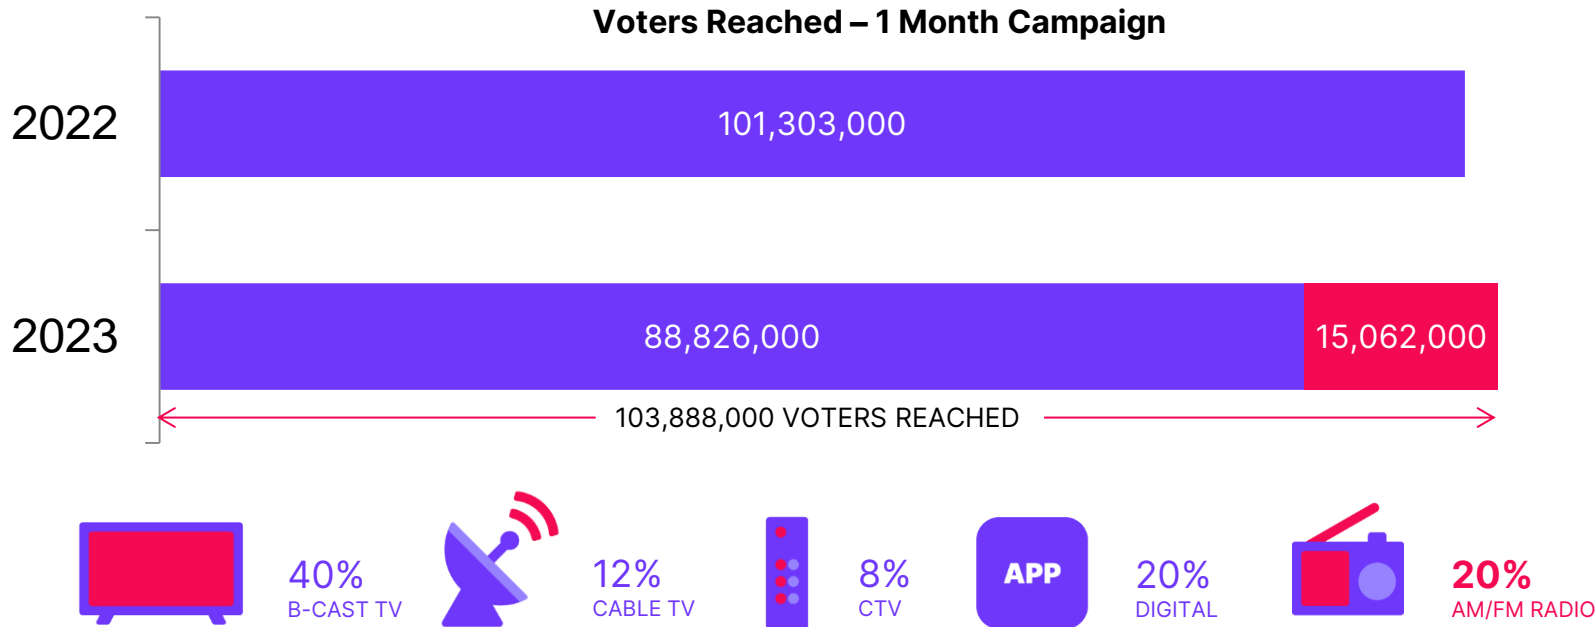 Voters Reached – 1 Month Campaign
2022
101,303,000
2023
88,826,000
15,062,000
103,888,000 VOTERS REACHED
40%
B-CAST TV
12%
CABLE TV
8%
CTV
APP
20%
DIGITAL
20%
AM/FM RADIO